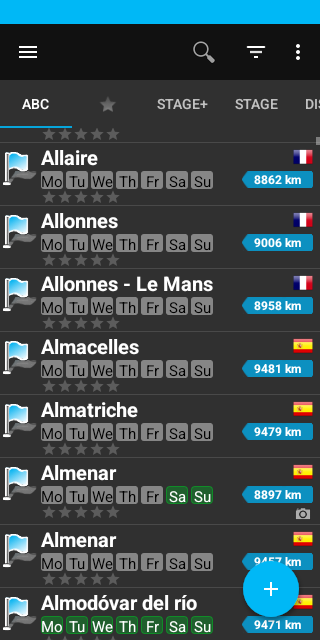 ABC STAGE+ STAGE DIS
Allaire
Mo Tu We Th Fr Sa Su 8862 km
Allonnes
Mo Tu We Th Fr Sa Su 9006 km
Allonnes - Le Mans
Mo Tu We Th Fr Sa Su 8958 km
Almacelles
Mo Tu We Th Fr Sa Su 9481 km
Almatriche
Mo Tu We Th Fr Sa Su 9479 km
Almenar
Mo Tu We Th Fr Sa Su 8897 km
Almenar
Mo Tu We Th Fr Sa Su 9457 km
Almodóvar del río
Mo Tu We Th Fr Sa Su 9471 km